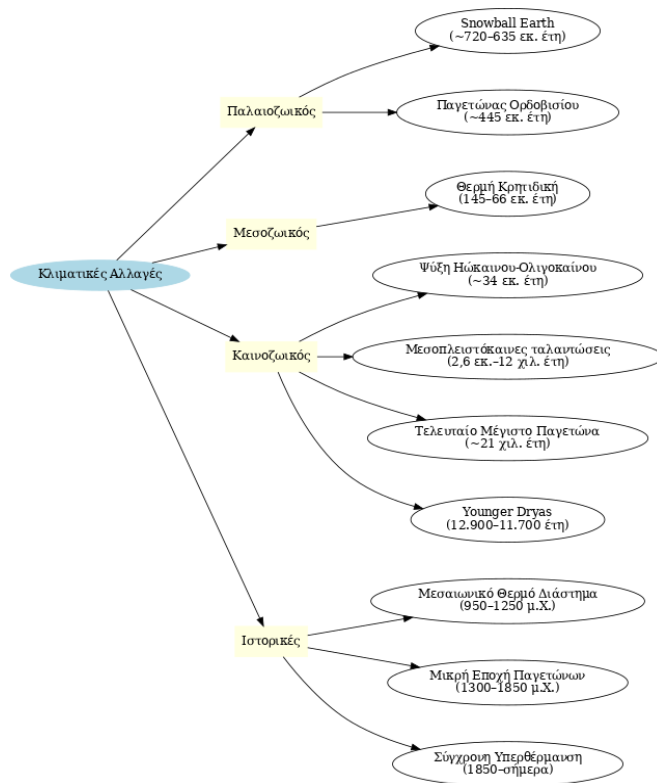 Snowball Earth
(~720–635 εκ. έτη)
Παλαιοζωικός
Παγετώνας Ορδοβισίου
(~445 εκ. έτη)
Θερμή Κρητιδική
(145–66 εκ. έτη)
Μεσοζωικός
Κλιματικές Αλλαγές
Ψύξη Ηώκαινου-Ολιγοκαίνου
(~34 εκ. έτη)
Καινοζωικός
Μεσοπλειστόκαινες ταλαντώσεις
(2,6 εκ.–12 χιλ. έτη)
Τελευταίο Μέγιστο Παγετώνα
(~21 χιλ. έτη)
Younger Dryas
(12.900–11.700 έτη)
Μεσαιωνικό Θερμό Διάστημα
(950–1250 μ.Χ.)
Ιστορικές
Μικρή Εποχή Παγετώνων
(1300–1850 μ.Χ.)
Σύγχρονη Υπερθέρμανση
(1850–σήμερα)